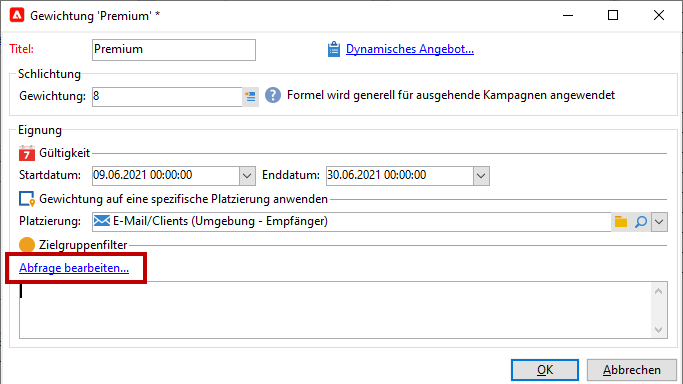 Gewichtung 'Premium' *
Titel: Premium Dynamisches Angebot...
Schlichtung
Gewichtung: 8 ? Formel wird generell für ausgehende Kampagnen angewendet
Eignung
7 Gültigkeit
Startdatum: 09.06.2021 00:00:00 Enddatum: 30.06.2021 00:00:00
Gewichtung auf eine spezifische Platzierung anwenden
Platzierung: E-Mail/Clients (Umgebung - Empfänger)
Zielgruppenfilter
Abfrage bearbeiten...
OK Abbrechen